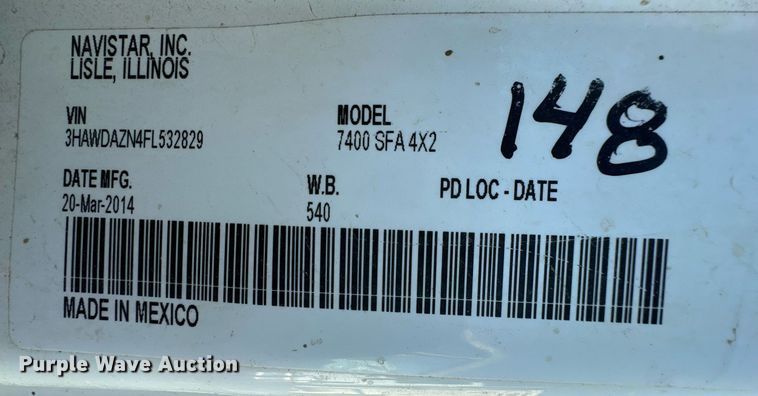 NAVISTAR, INC.
LISLE, ILLINOIS
148
VIN
3HAWDAZN4FL532829
MODEL
7400 SFA 4X2
DATE MFG.
20-Mar-2014
W.B.
540
PD LOC - DATE
MADE IN MEXICO
Purple Wave Auction